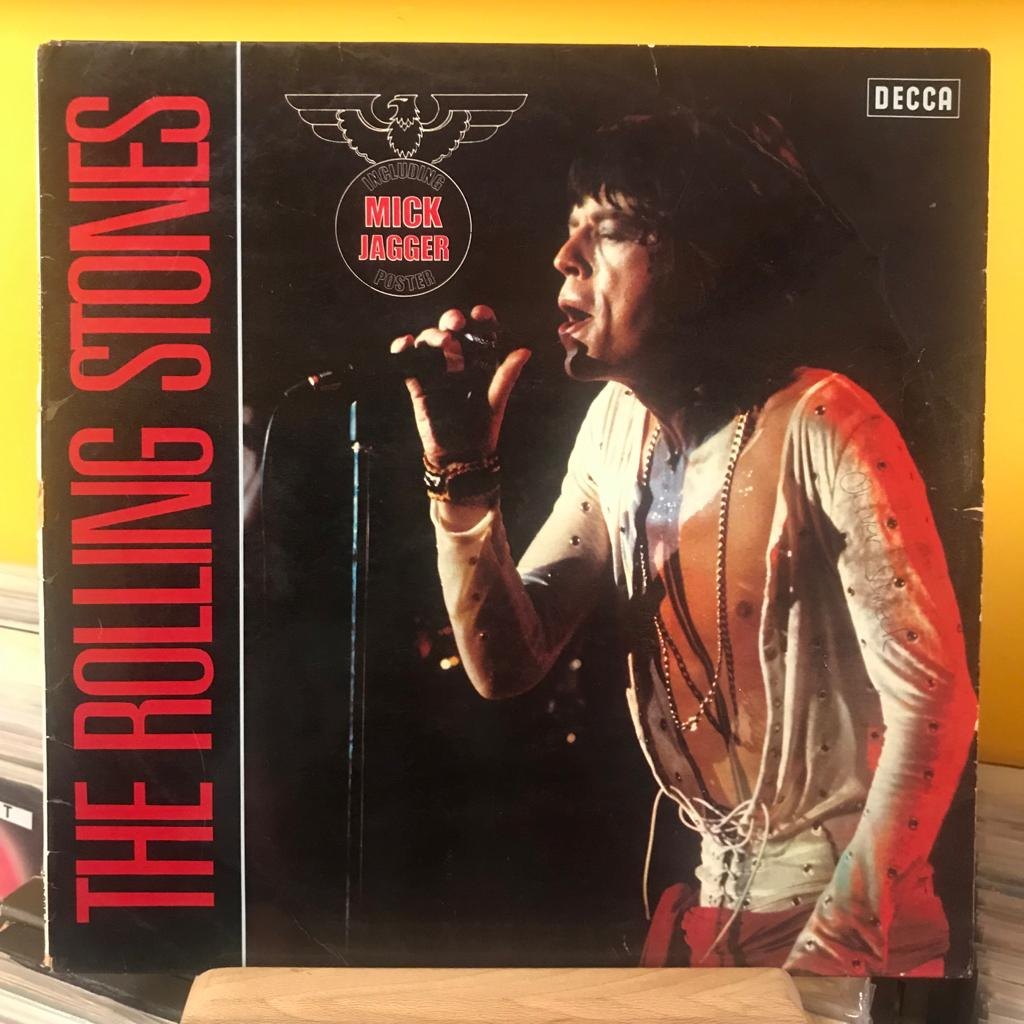 THE ROLLING STONES
INCLUDING
MICK
JAGGER
POSTER
DECCA
T